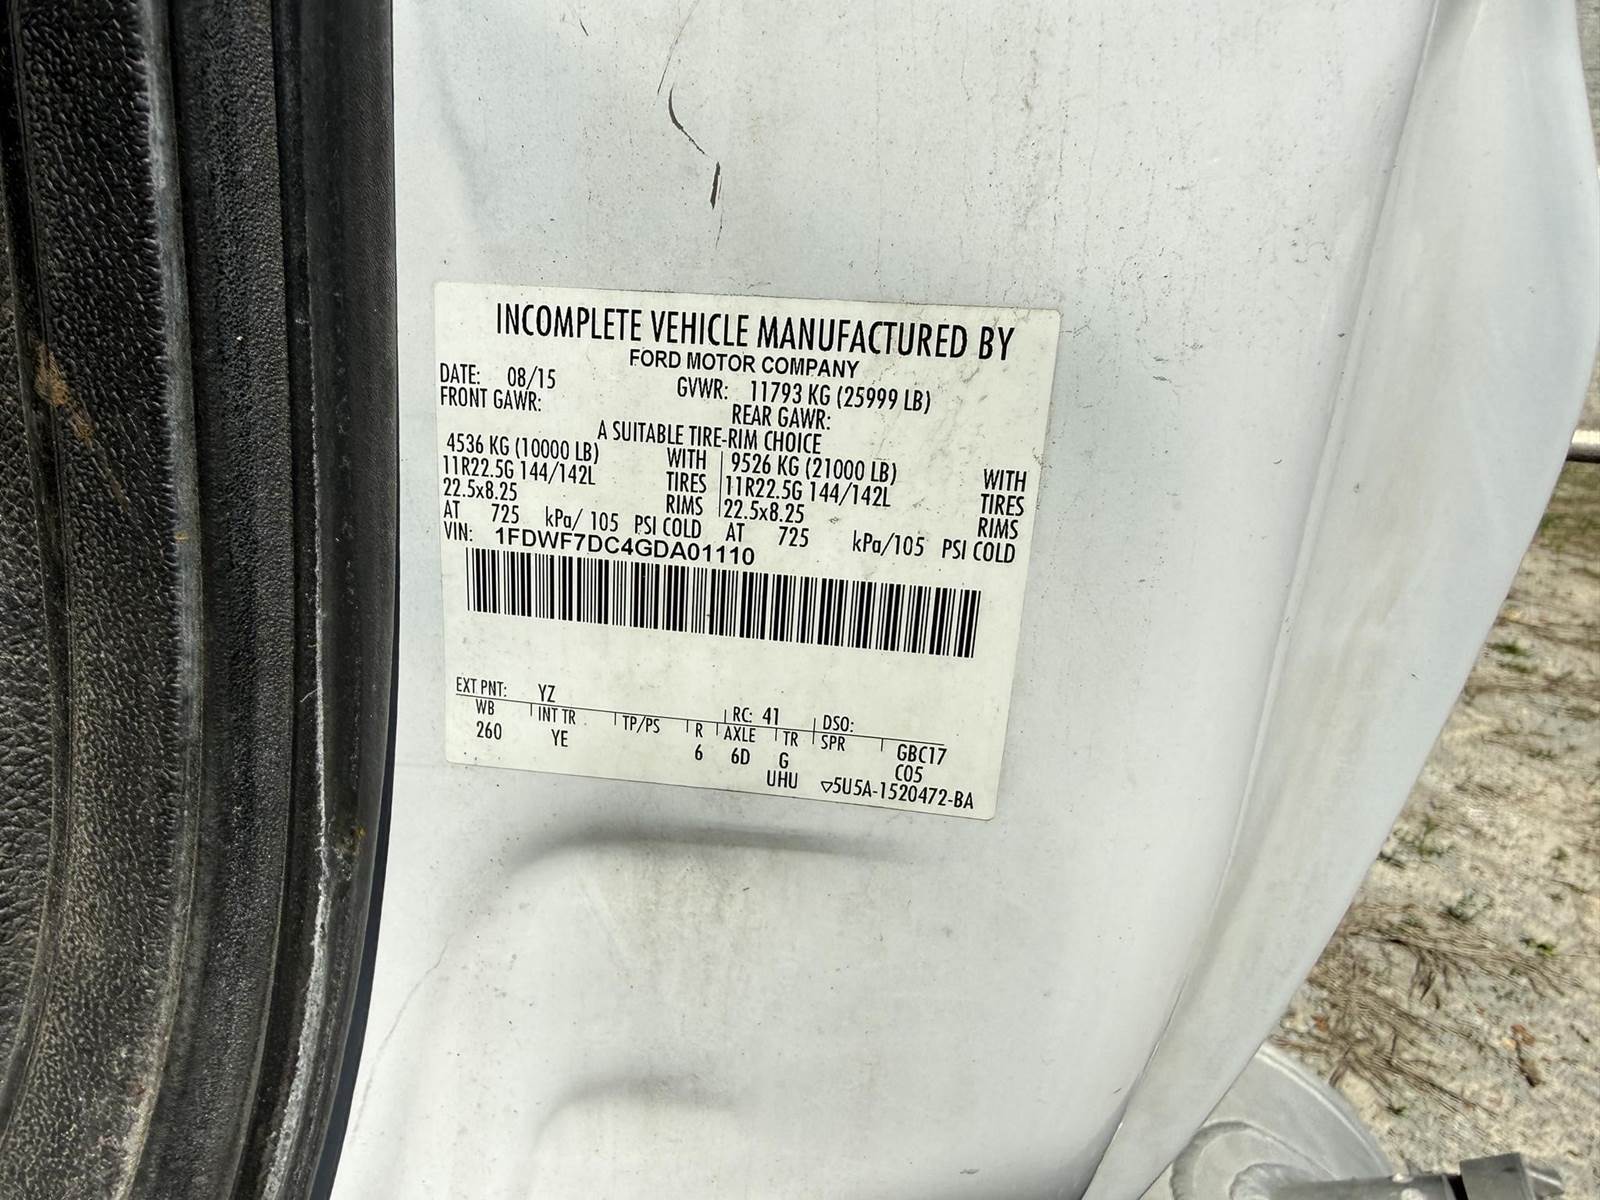 INCOMPLETE VEHICLE MANUFACTURED BY
FORD MOTOR COMPANY
DATE: 08/15 GVWR: 11793 KG (25999 LB)
FRONT GAWR: REAR GAWR:
A SUITABLE TIRE-RIM CHOICE
4536 KG (10000 LB) WITH 9526 KG (21000 LB) WITH
11R22.5G 144/142L TIRES 11R22.5G 144/142L TIRES
22.5x8.25 RIMS 22.5x8.25 RIMS
AT 725 kPa/ 105 PSI COLD AT 725 kPa/105 PSI COLD
VIN: 1FDWF7DC4GDA01110
EXT PNT: YZ RC: 41 DSO:
WB INT TR TP/PS R AXLE TR SPR GBC17
260 YE 6 6D G C05
UHU ▽5U5A-1520472-BA